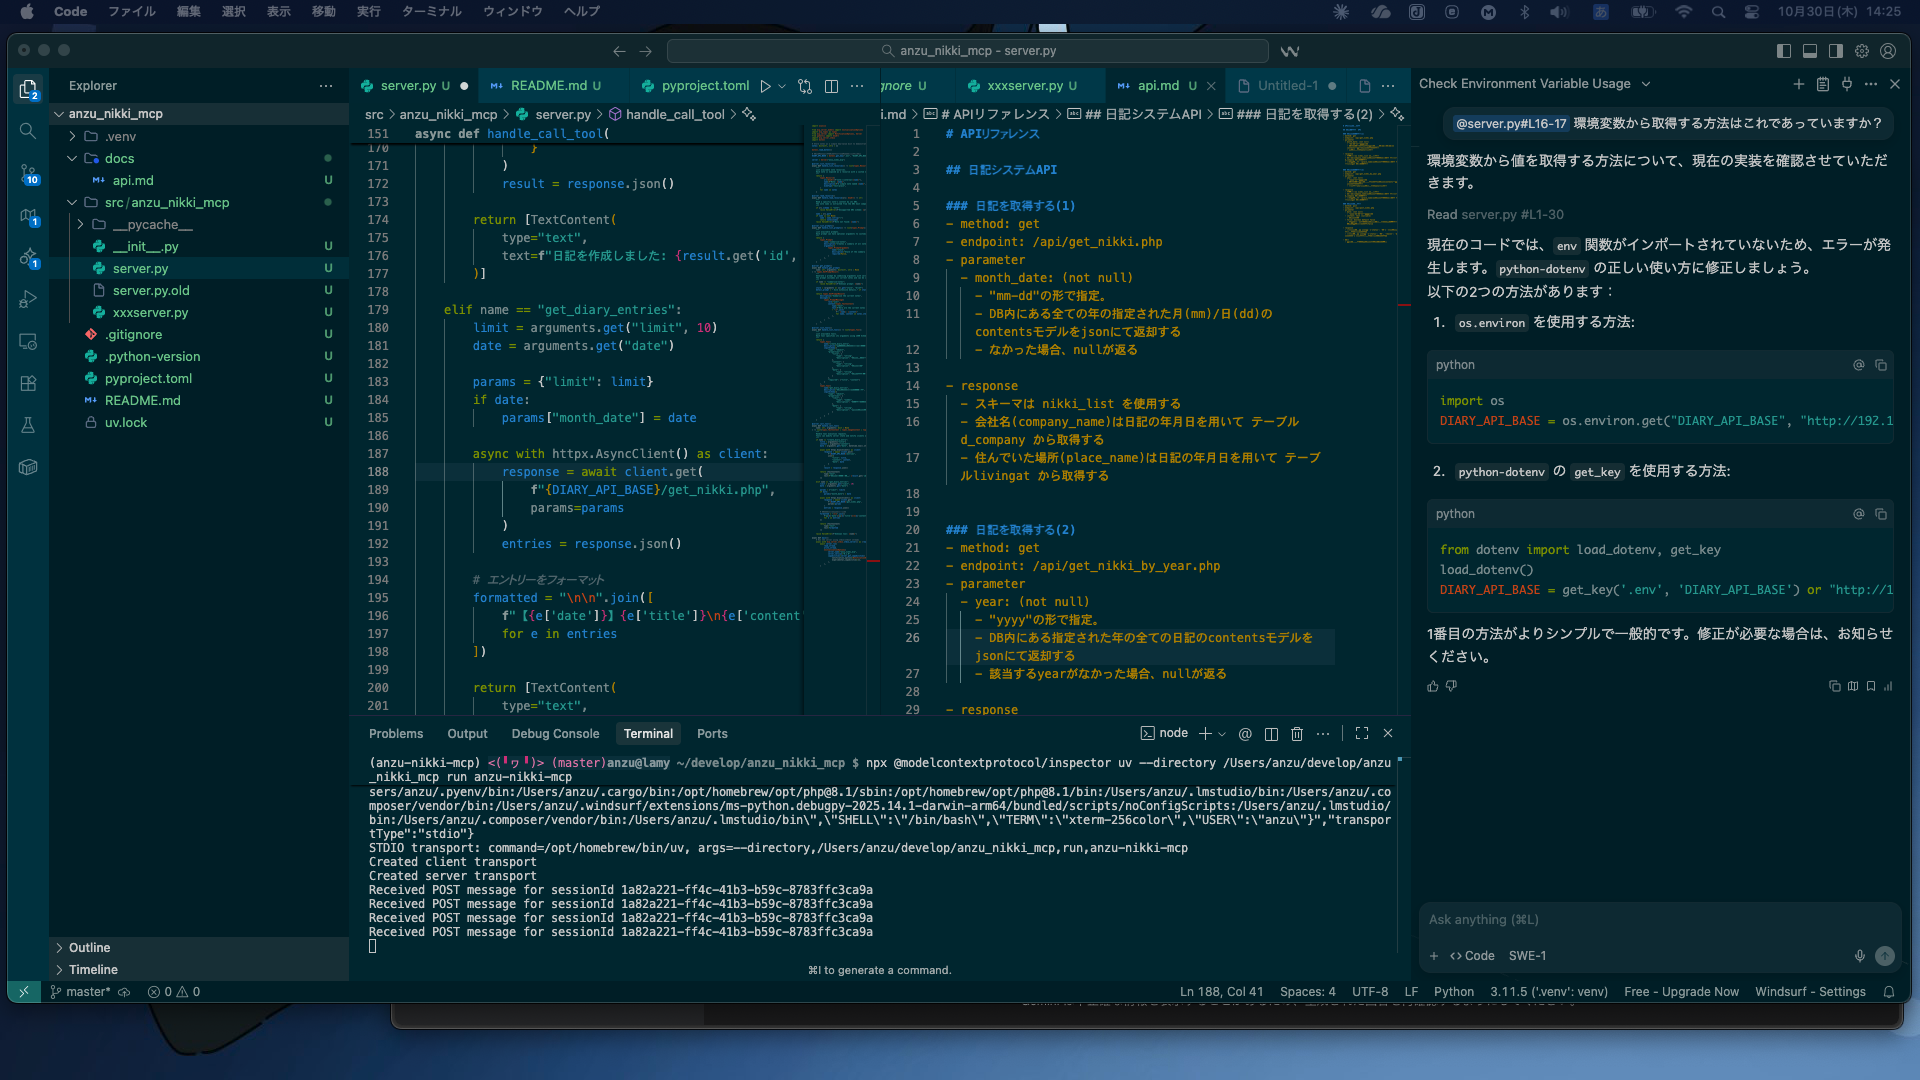 Code ファイル 編集 選択 表示 移動 実行 ターミナル ウィンドウ ヘルプ
あ 10月30日(木) 14:25
anzu_nikki_mcp - server.py
Explorer
anzu_nikki_mcp
.venv
docs
api.md U
src/anzu_nikki_mcp
__pycache__
__init__.py U
server.py U
server.py.old U
xxxserver.py U
.gitignore U
.python-version U
pyproject.toml U
README.md U
uv.lock U
Outline
Timeline
2
10
1
1
server.py U
README.md U
pyproject.toml
src > anzu_nikki_mcp > server.py > handle_call_tool >
151 async def handle_call_tool(
170 }
171 )
172 result = response.json()
173
174 return [TextContent(
175 type="text",
176 text=f"日記を作成しました: {result.get('id',
177 )]
178
179 elif name == "get_diary_entries":
180 limit = arguments.get("limit", 10)
181 date = arguments.get("date")
182
183 params = {"limit": limit}
184 if date:
185 params["month_date"] = date
186
187 async with httpx.AsyncClient() as client:
188 response = await client.get(
189 f"{DIARY_API_BASE}/get_nikki.php",
190 params=params
191 )
192 entries = response.json()
193
194 # エントリーをフォーマット
195 formatted = "\n\n".join([
196 f"【{e['date']}】{e['title']}\n{e['content'
197 for e in entries
198 ])
199
200 return [TextContent(
201 type="text",
gnore U
xxxserver.py U
api.md U
Untitled-1
i.md > # APIリファレンス > ## 日記システムAPI > ### 日記を取得する(2) >
1 # APIリファレンス
2
3 ## 日記システムAPI
4
5 ### 日記を取得する(1)
6 - method: get
7 - endpoint: /api/get_nikki.php
8 - parameter
9 - month_date: (not null)
10 - "mm-dd"の形で指定。
11 - DB内にある全ての年の指定された月(mm)/日(dd)の
contentsモデルをjsonにて返却する
12 - なかった場合、nullが返る
13
14 - response
15 - スキーマは nikki_list を使用する
16 - 会社名(company_name)は日記の年月日を用いて テーブル
d_company から取得する
17 - 住んでいた場所(place_name)は日記の年月日を用いて テーブ
ルlivingat から取得する
18
19
20 ### 日記を取得する(2)
21 - method: get
22 - endpoint: /api/get_nikki_by_year.php
23 - parameter
24 - year: (not null)
25 - "yyyy"の形で指定。
26 - DB内にある指定された年の全ての日記のcontentsモデルを
jsonにて返却する
27 - 該当するyearがなかった場合、nullが返る
28
29 - response
Problems Output Debug Console Terminal Ports
node
(anzu-nikki-mcp) <(╹ヮ╹)> (master)anzu@lamy ~/develop/anzu_nikki_mcp $ npx @modelcontextprotocol/inspector uv --directory /Users/anzu/develop/anzu
_nikki_mcp run anzu-nikki-mcp
sers/anzu/.pyenv/bin:/Users/anzu/.cargo/bin:/opt/homebrew/opt/php@8.1/sbin:/opt/homebrew/opt/php@8.1/bin:/Users/anzu/.lmstudio/bin:/Users/anzu/.co
mposer/vendor/bin:/Users/anzu/.windsurf/extensions/ms-python.debugpy-2025.14.1-darwin-arm64/bundled/scripts/noConfigScripts:/Users/anzu/.lmstudio/
bin:/Users/anzu/.composer/vendor/bin:/Users/anzu/.lmstudio/bin\",\"SHELL\":\"/bin/bash\",\"TERM\":\"xterm-256color\",\"USER\":\"anzu\"}","transpor
tType":"stdio"}
STDIO transport: command=/opt/homebrew/bin/uv, args=--directory,/Users/anzu/develop/anzu_nikki_mcp,run,anzu-nikki-mcp
Created client transport
Created server transport
Received POST message for sessionId 1a82a221-ff4c-41b3-b59c-8783ffc3ca9a
Received POST message for sessionId 1a82a221-ff4c-41b3-b59c-8783ffc3ca9a
Received POST message for sessionId 1a82a221-ff4c-41b3-b59c-8783ffc3ca9a
Received POST message for sessionId 1a82a221-ff4c-41b3-b59c-8783ffc3ca9a
⌘I to generate a command.
Check Environment Variable Usage
@server.py#L16-17 環境変数から取得する方法はこれであっていますか？
環境変数から値を取得する方法について、現在の実装を確認させていただ
きます。
Read server.py #L1-30
現在のコードでは、env 関数がインポートされていないため、エラーが発
生します。python-dotenv の正しい使い方に修正しましょう。
以下の2つの方法があります：
1. os.environ を使用する方法:
python
import os
DIARY_API_BASE = os.environ.get("DIARY_API_BASE", "http://192.1
2. python-dotenv の get_key を使用する方法:
python
from dotenv import load_dotenv, get_key
load_dotenv()
DIARY_API_BASE = get_key('.env', 'DIARY_API_BASE') or "http://1
1番目の方法がよりシンプルで一般的です。修正が必要な場合は、お知らせ
ください。
Ask anything (⌘L)
+ <> Code SWE-1
master* 0 0
Ln 188, Col 41 Spaces: 4 UTF-8 LF Python 3.11.5 ('.venv': venv) Free - Upgrade Now Windsurf - Settings